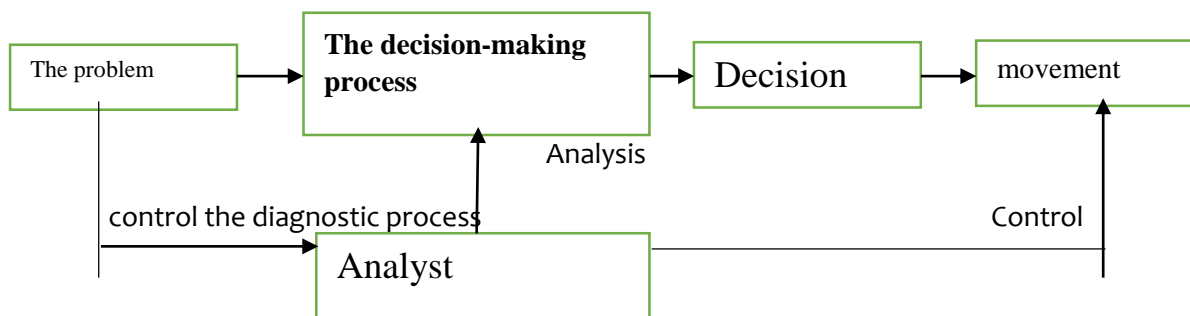 The problem
The decision-making
process
Decision
movement
Analysis
control the diagnostic process
Control
Analyst